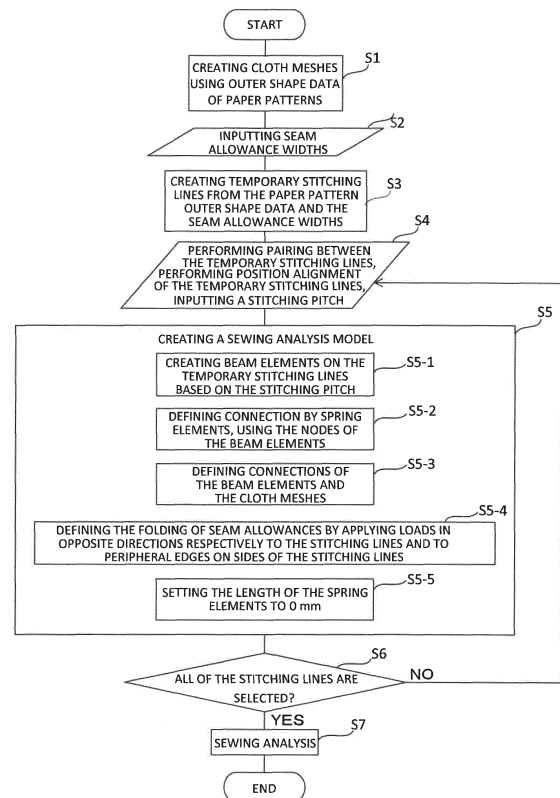 START
S1
CREATING CLOTH MESHES
USING OUTER SHAPE DATA
OF PAPER PATTERNS
S2
INPUTTING SEAM
ALLOWANCE WIDTHS
S3
CREATING TEMPORARY STITCHING
LINES FROM THE PAPER PATTERN
OUTER SHAPE DATA AND THE
SEAM ALLOWANCE WIDTHS
S4
PERFORMING PAIRING BETWEEN
THE TEMPORARY STITCHING LINES,
PERFORMING POSITION ALIGNMENT
OF THE TEMPORARY STITCHING LINES,
INPUTTING A STITCHING PITCH
S5
CREATING A SEWING ANALYSIS MODEL
S5-1
CREATING BEAM ELEMENTS ON THE
TEMPORARY STITCHING LINES
BASED ON THE STITCHING PITCH
S5-2
DEFINING CONNECTION BY SPRING
ELEMENTS, USING THE NODES OF
THE BEAM ELEMENTS
S5-3
DEFINING CONNECTIONS OF
THE BEAM ELEMENTS AND
THE CLOTH MESHES
S5-4
DEFINING THE FOLDING OF SEAM ALLOWANCES BY APPLYING LOADS IN
OPPOSITE DIRECTIONS RESPECTIVELY TO THE STITCHING LINES AND TO
PERIPHERAL EDGES ON SIDES OF THE STITCHING LINES
S5-5
SETTING THE LENGTH OF THE SPRING
ELEMENTS TO 0 mm
S6
ALL OF THE STITCHING LINES ARE
SELECTED?
NO
YES
S7
SEWING ANALYSIS
END